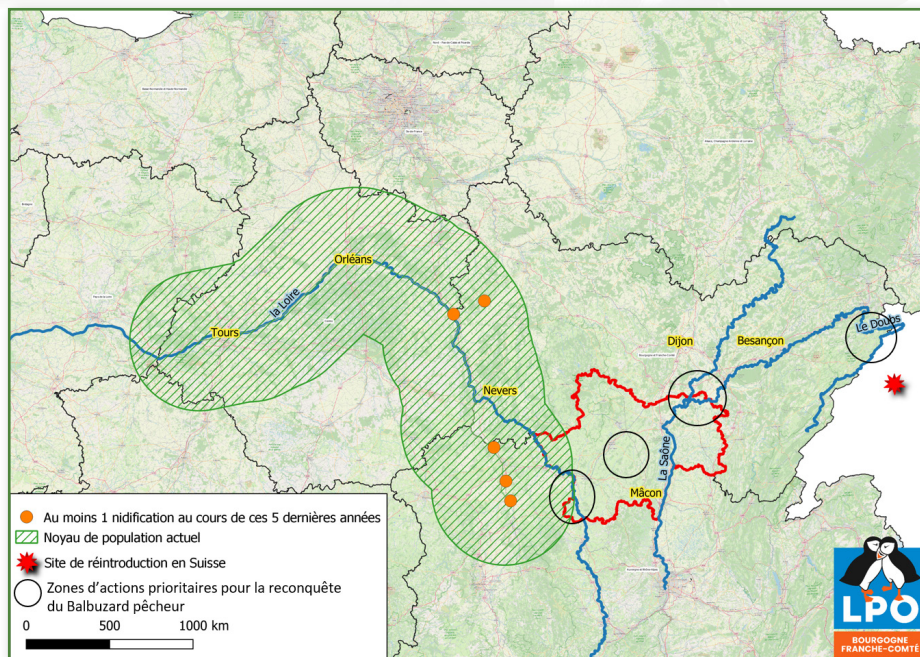 Orléans
la Loire
Tours
Nevers
Dijon
Besançon
Le Doubs
La Saône
Mâcon
Au moins 1 nidification au cours de ces 5 dernières années
Noyau de population actuel
Site de réintroduction en Suisse
Zones d'actions prioritaires pour la reconquête
du Balbuzard pêcheur
0 500 1000 km
LPO
BOURGOGNE
FRANCHE-COMTÉ